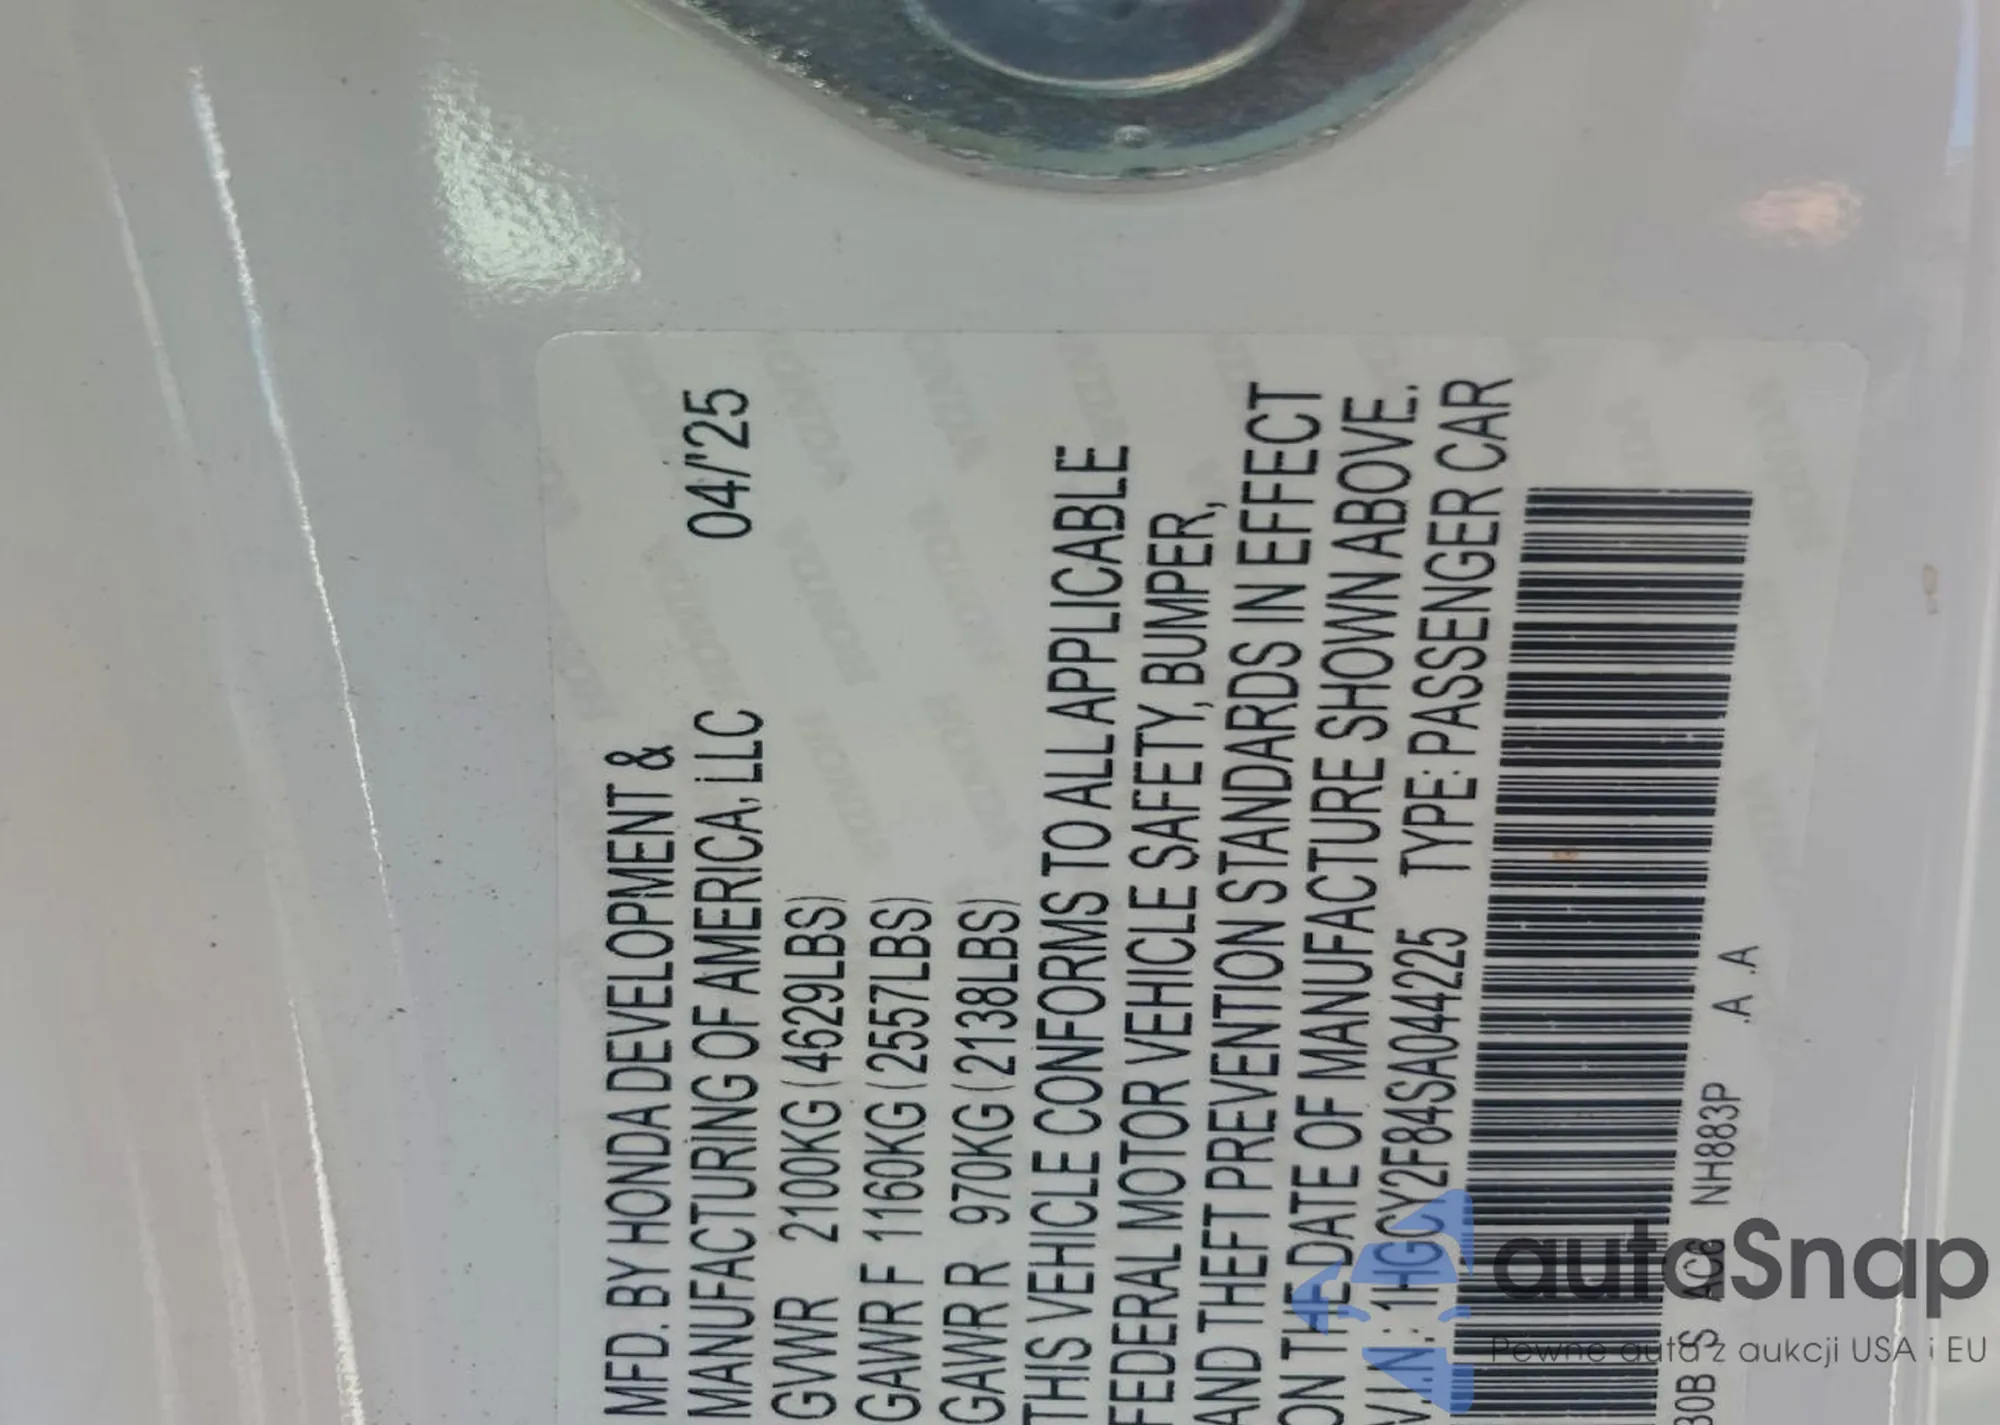 MFD. BY HONDA DEVELOPMENT &
MANUFACTURING OF AMERICA, LLC 04/'25
GVWR 2100KG (4629LBS)
GAWR F 1160KG (2557LBS)
GAWR R 970KG (2138LBS)
THIS VEHICLE CONFORMS TO ALL APPLICABLE
FEDERAL MOTOR VEHICLE SAFETY, BUMPER,
AND THEFT PREVENTION STANDARDS IN EFFECT
ON THE DATE OF MANUFACTURE SHOWN ABOVE.
V.I.N.: 1HGCY2F84SA044225 TYPE: PASSENGER CAR
30B S AC6 NH883P .A .A
autoSnap
Pewne auta z aukcji USA i EU